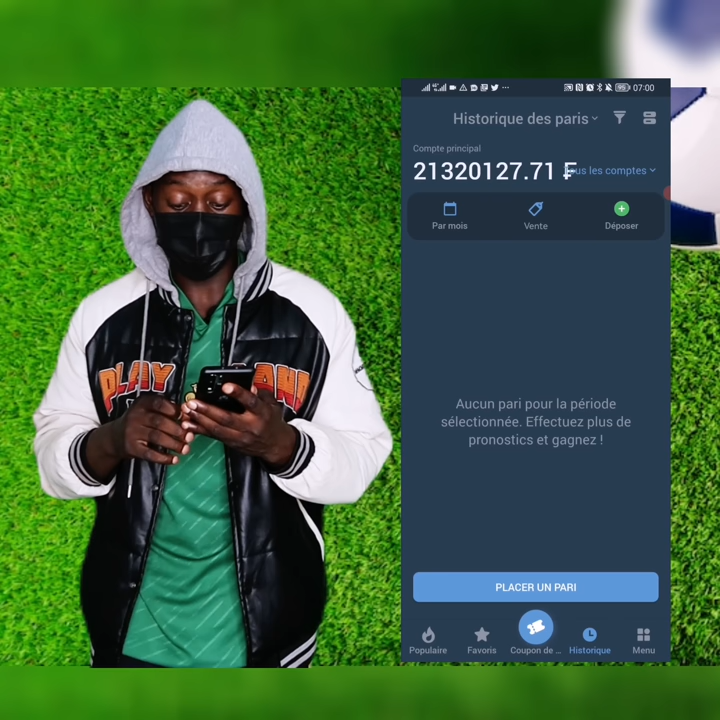 PLAY
LAND
07:00
Historique des paris
Compte principal
21320127.71 ₣
les comptes
Par mois
Vente
Déposer
Aucun pari pour la période
sélectionnée. Effectuez plus de
pronostics et gagnez !
PLACER UN PARI
Populaire
Favoris
Coupon de ...
Historique
Menu